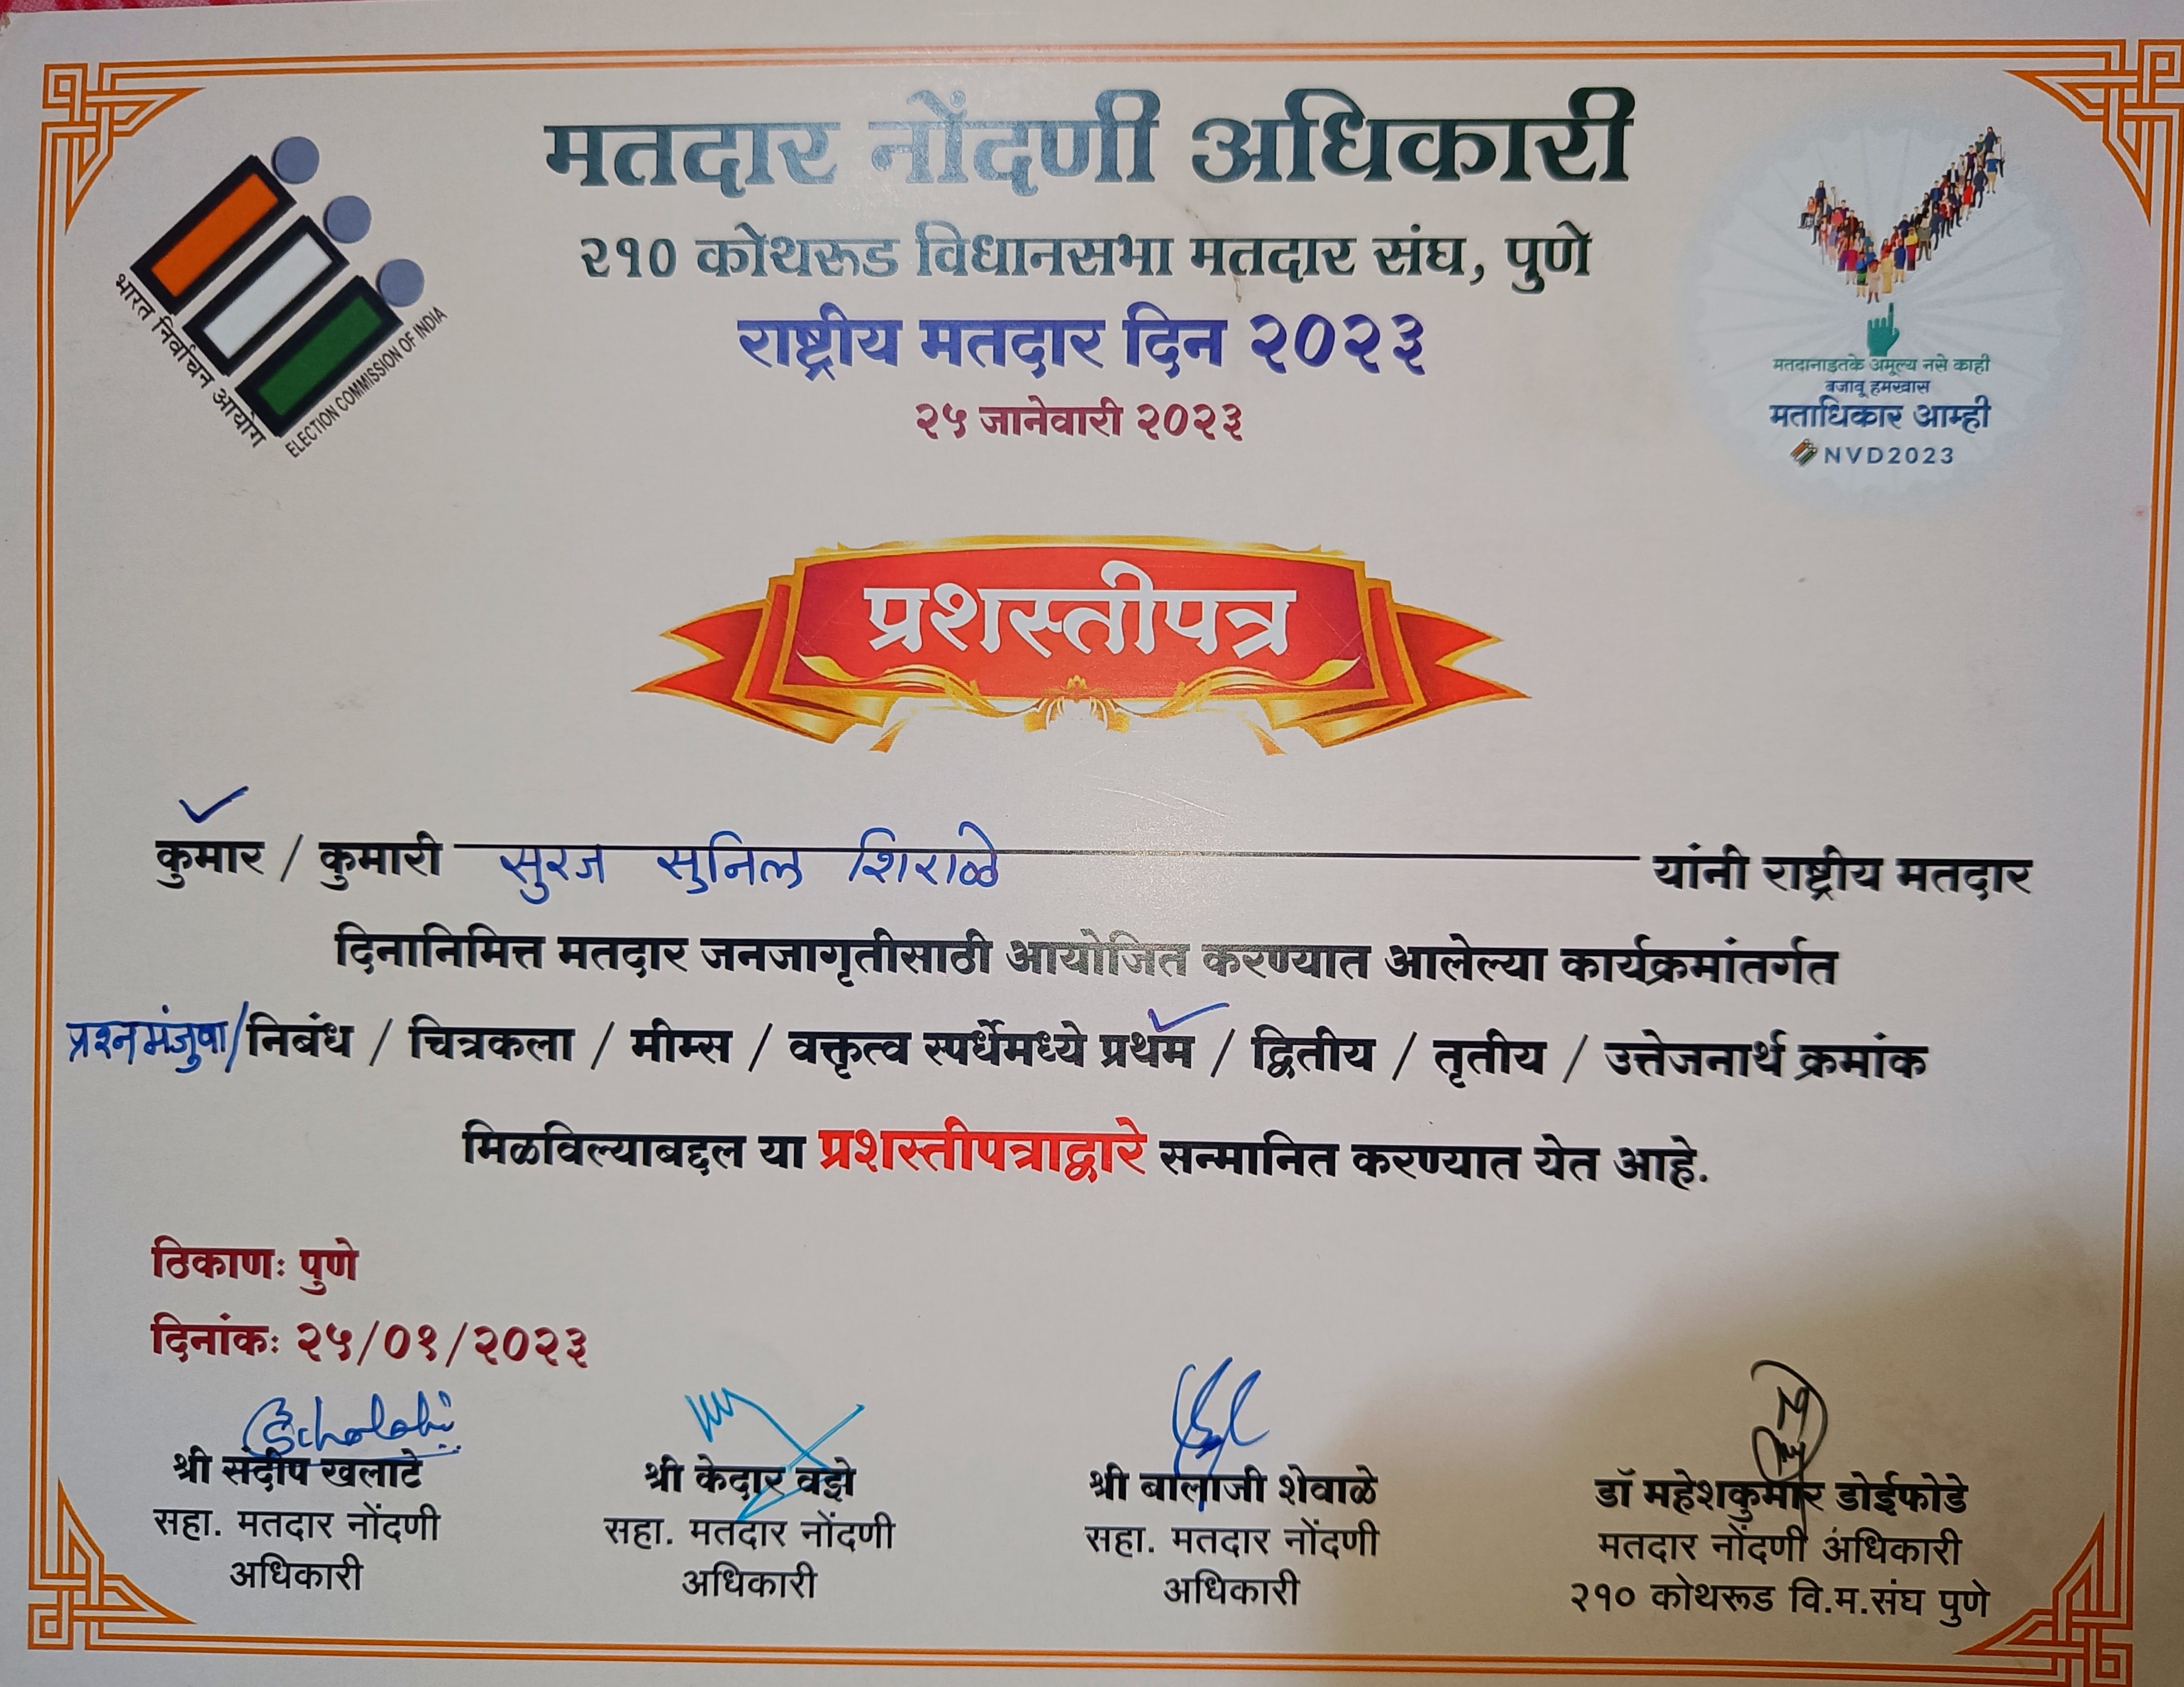 मतदार नोंदणी अधिकारी
२१० कोथरूड विधानसभा मतदार संघ, पुणे
राष्ट्रीय मतदार दिन २०२३
२५ जानेवारी २०२३
भारत निर्वाचन आयोग
ELECTION COMMISSION OF INDIA
मतदानाइतके अमूल्य नसे काही
बजावू हमखास
मताधिकार आम्ही
NVD2023
प्रशस्तीपत्र
कुमार / कुमारी सुरज सुनिल शिराळे यांनी राष्ट्रीय मतदार
दिनानिमित्त मतदार जनजागृतीसाठी आयोजित करण्यात आलेल्या कार्यक्रमांतर्गत
प्रश्नमंजुषा/निबंध / चित्रकला / मीम्स / वक्तृत्व स्पर्धेमध्ये प्रथम / द्वितीय / तृतीय / उत्तेजनार्थ क्रमांक
मिळविल्याबद्दल या प्रशस्तीपत्राद्वारे सन्मानित करण्यात येत आहे.
ठिकाणः पुणे
दिनांकः २५/०१/२०२३
श्री संदीप खलाटे
सहा. मतदार नोंदणी
अधिकारी
श्री केदार वझे
सहा. मतदार नोंदणी
अधिकारी
श्री बालाजी शेवाळे
सहा. मतदार नोंदणी
अधिकारी
डॉ महेशकुमार डोईफोडे
मतदार नोंदणी अधिकारी
२१० कोथरूड वि.म.संघ पुणे